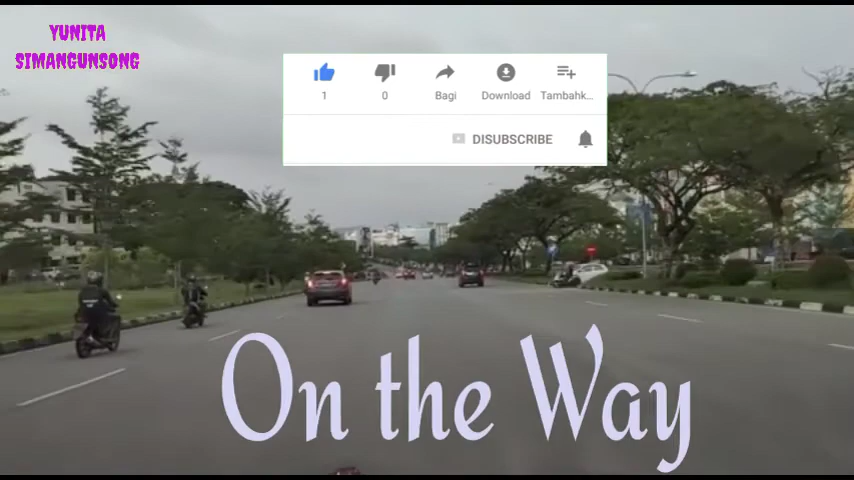 YUNITA
SIMANGUNSONG
1 0 Bagi Download Tambahk...
DISUBSCRIBE
On the Way